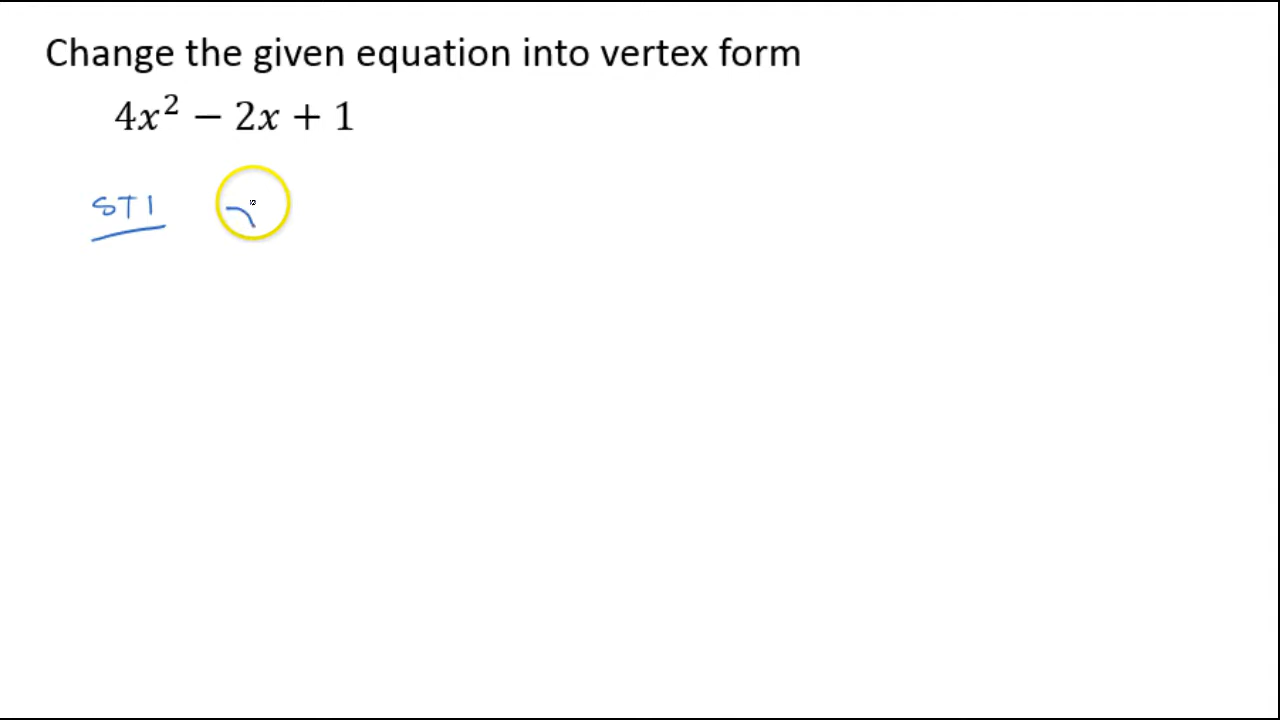 Change the given equation into vertex form
4x² − 2x + 1
ST1